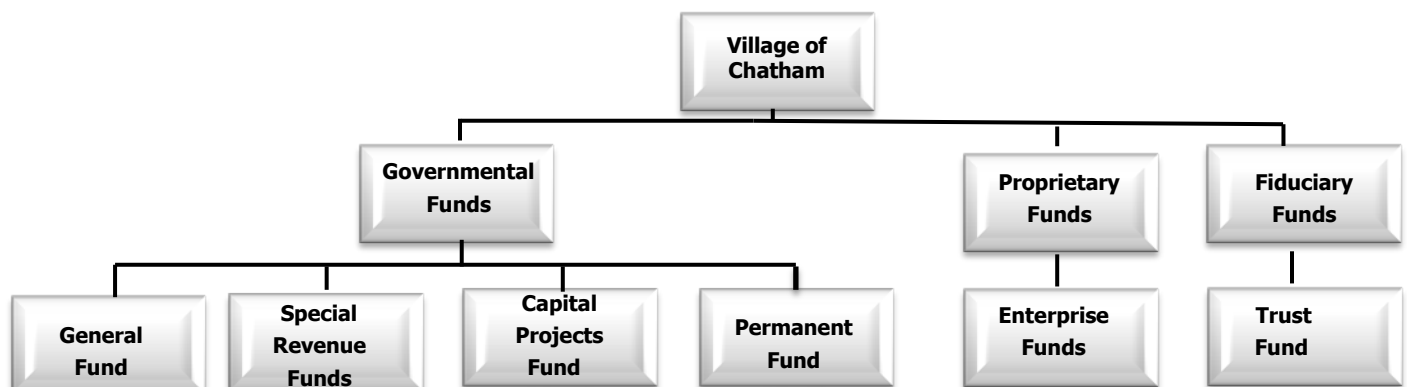 Village of
Chatham
Governmental
Funds
Proprietary
Funds
Fiduciary
Funds
General
Fund
Special
Revenue
Funds
Capital
Projects
Fund
Permanent
Fund
Enterprise
Funds
Trust
Fund